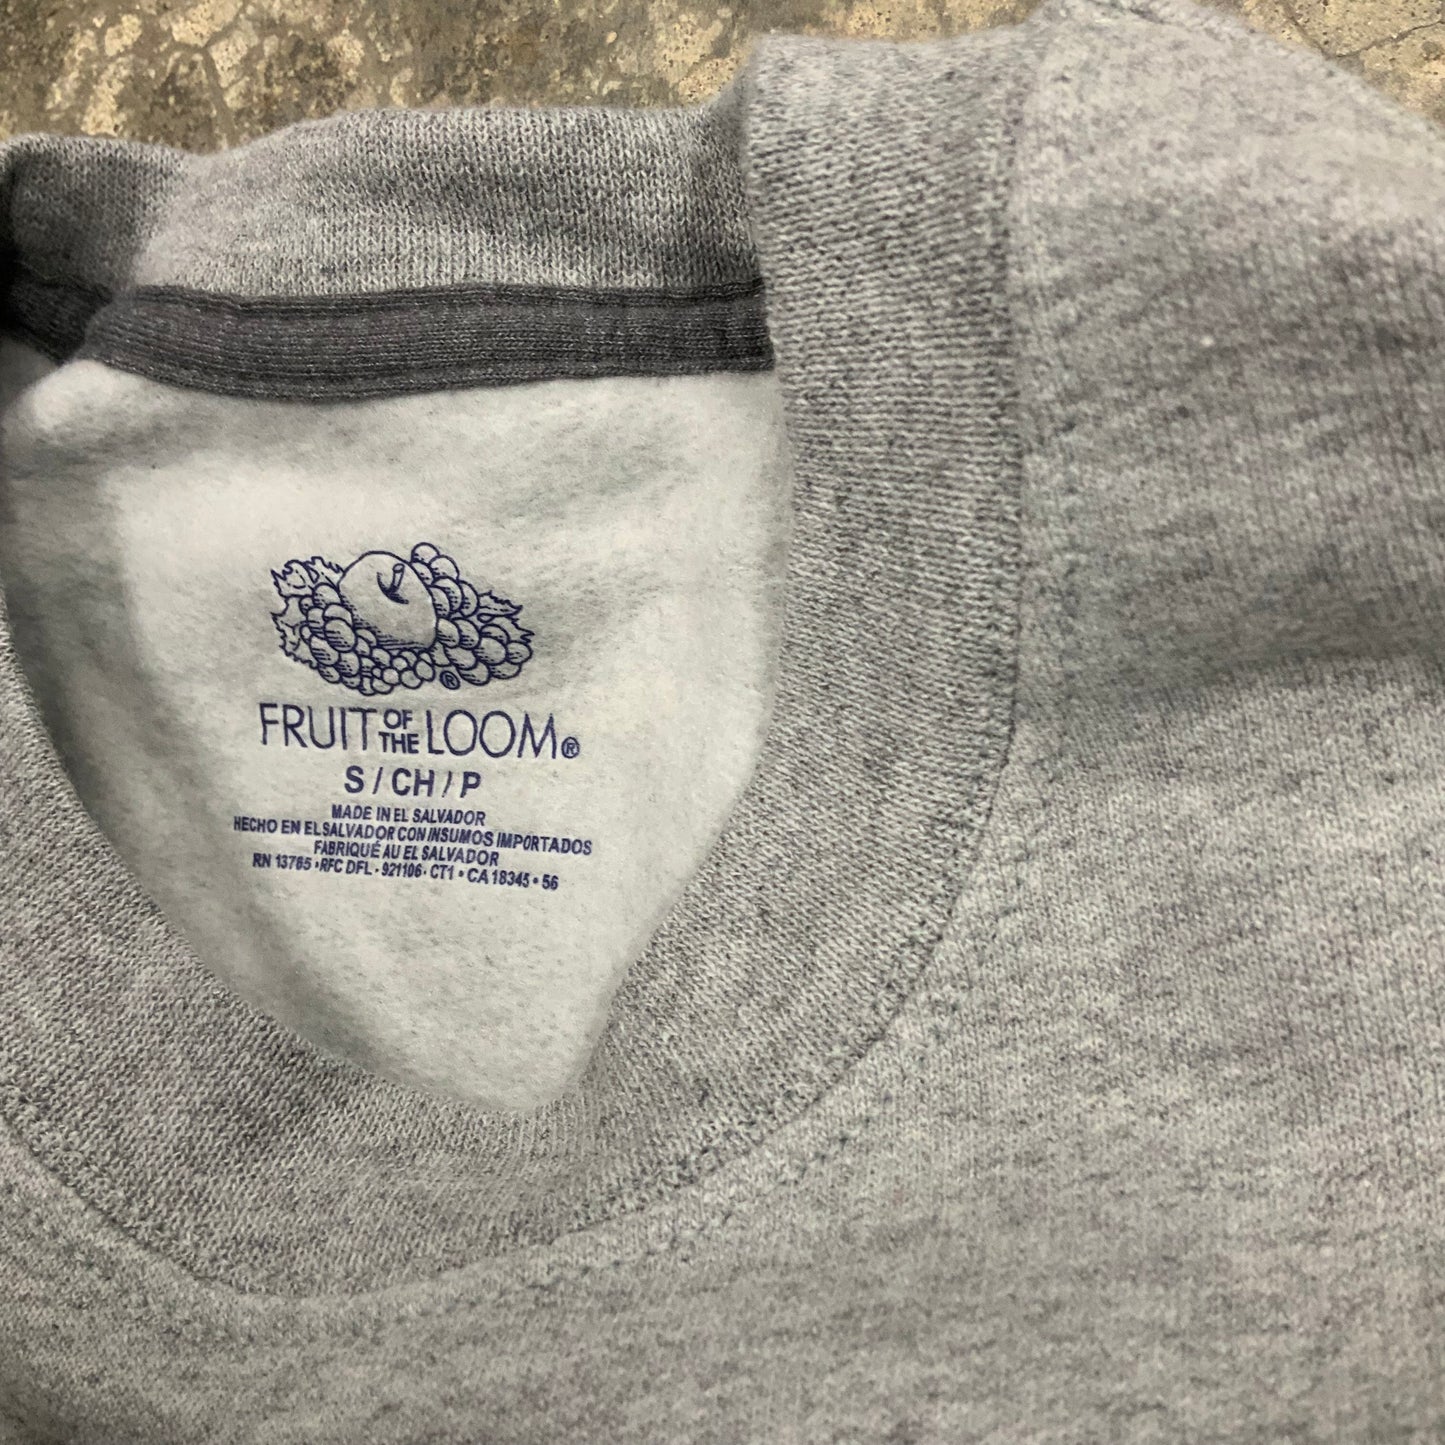 ®
FRUIT OF THE LOOM®
S / CH / P
MADE IN EL SALVADOR
HECHO EN EL SALVADOR CON INSUMOS IMPORTADOS
FABRIQUÉ AU EL SALVADOR
RN 13765 • RFC DFL - 921106 - CT1 • CA 18345 • 56